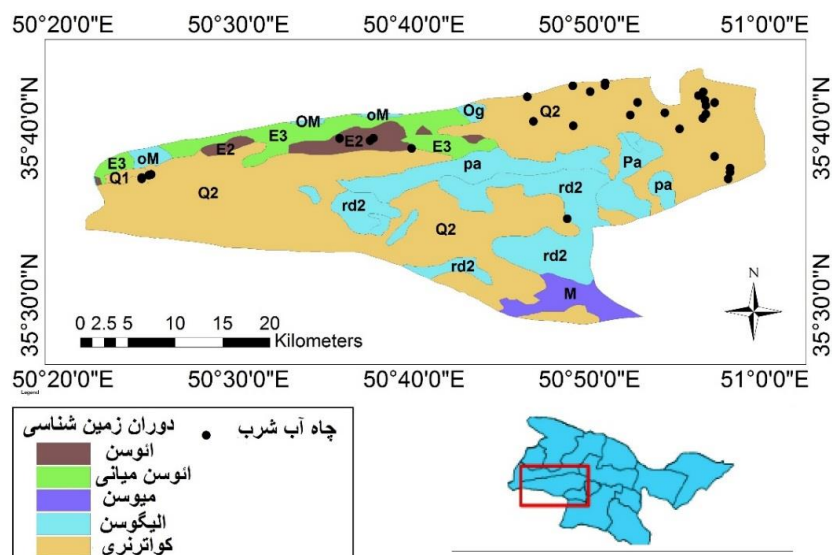 50°20'0"E 50°30'0"E 50°40'0"E 50°50'0"E 51°0'0"E
35°40'0"N
35°30'0"N
OM oM Og
E3 E2 E3 Q2
E3 oM E2 E3
Q1 pa Pa pa
Q2 rd2 rd2
Q2
rd2 rd2
M
N
0 2.5 5 10 15 20
Kilometers
35°40'0"N
35°30'0"N
50°20'0"E 50°30'0"E 50°40'0"E 50°50'0"E 51°0'0"E
Legend
دوران زمین شناسی
چاه آب شرب
ائوسن
ائوسن میانی
میوسن
الیگوسن
کواترنری